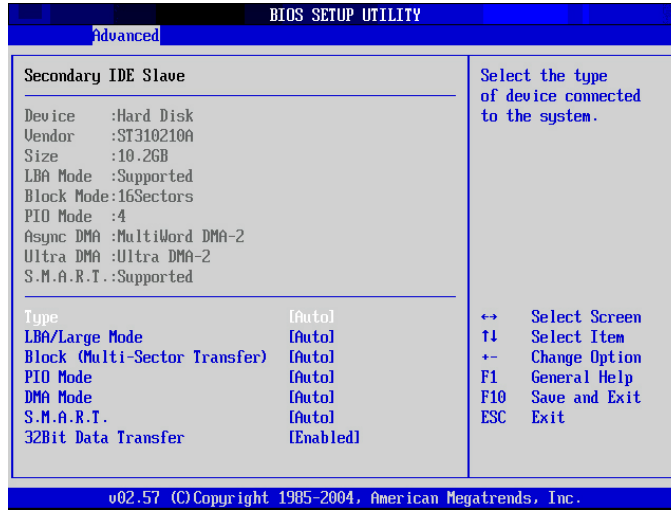 BIOS SETUP UTILITY
Advanced
Secondary IDE Slave
Device :Hard Disk
Vendor :ST310210A
Size :10.2GB
LBA Mode :Supported
Block Mode:16Sectors
PIO Mode :4
Async DMA :MultiWord DMA-2
Ultra DMA :Ultra DMA-2
S.M.A.R.T.:Supported
Type [Auto]
LBA/Large Mode [Auto]
Block (Multi-Sector Transfer) [Auto]
PIO Mode [Auto]
DMA Mode [Auto]
S.M.A.R.T. [Auto]
32Bit Data Transfer [Enabled]
Select the type
of device connected
to the system.
↔ Select Screen
↑↓ Select Item
+- Change Option
F1 General Help
F10 Save and Exit
ESC Exit
v02.57 (C)Copyright 1985-2004, American Megatrends, Inc.